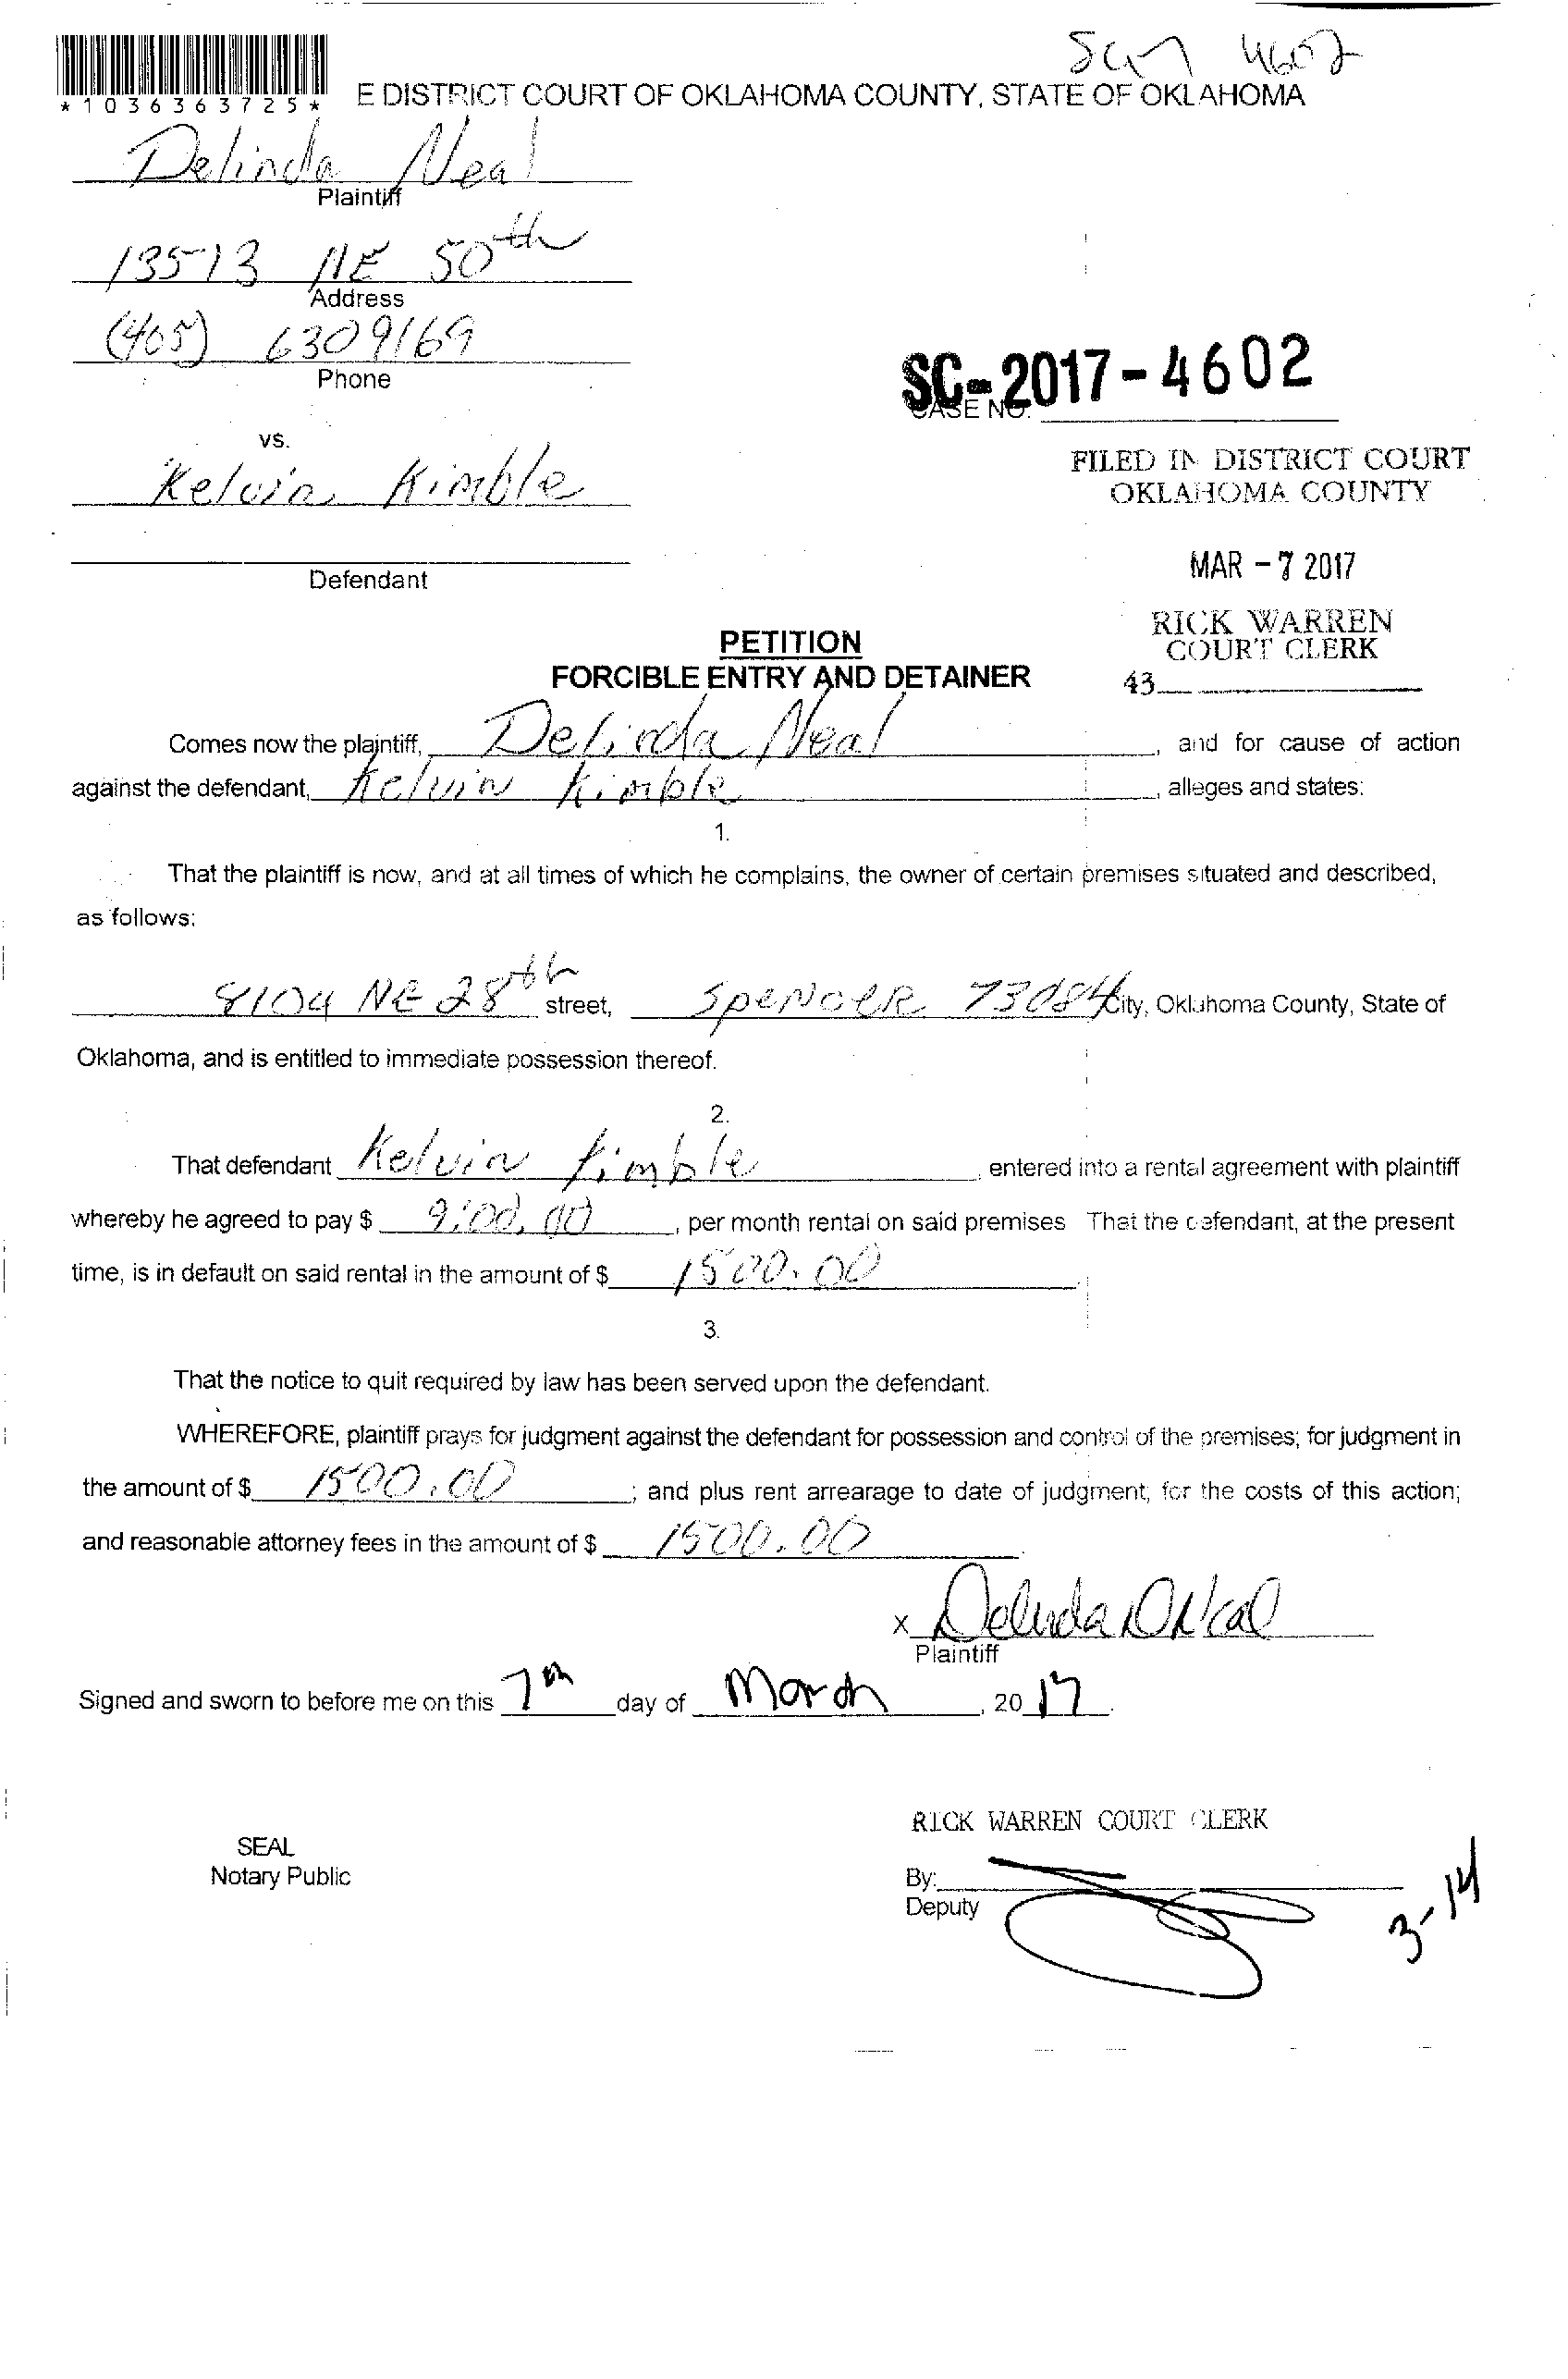 SC17 4602
*1036363725*
E DISTRICT COURT OF OKLAHOMA COUNTY, STATE OF OKLAHOMA
Delinda Neal
Plaintiff
13513 NE 50th
Address
(405) 6309169
Phone
SC-2017-4602
CASE NO.
vs.
Kelvin Kimble
FILED IN DISTRICT COURT
OKLAHOMA COUNTY
Defendant
MAR - 7 2017
RICK WARREN
COURT CLERK
43
PETITION
FORCIBLE ENTRY AND DETAINER
Comes now the plaintiff, Delinda Neal, and for cause of action
against the defendant, Kelvin Kimble, alleges and states:
1.
That the plaintiff is now, and at all times of which he complains, the owner of certain premises situated and described,
as follows:
8104 NE 28th street, Spencer 73084 City, Oklahoma County, State of
Oklahoma, and is entitled to immediate possession thereof.
2.
That defendant Kelvin Kimble, entered into a rental agreement with plaintiff
whereby he agreed to pay $ 900.00, per month rental on said premises That the defendant, at the present
time, is in default on said rental in the amount of $ 1500.00.
3.
That the notice to quit required by law has been served upon the defendant.
WHEREFORE, plaintiff prays for judgment against the defendant for possession and control of the premises; for judgment in
the amount of $ 1500.00; and plus rent arrearage to date of judgment; for the costs of this action;
and reasonable attorney fees in the amount of $ 1500.00.
x Delinda D Neal
Plaintiff
Signed and sworn to before me on this 7th day of March, 20 17.
RICK WARREN COURT CLERK
SEAL
Notary Public
By:
Deputy
3-14